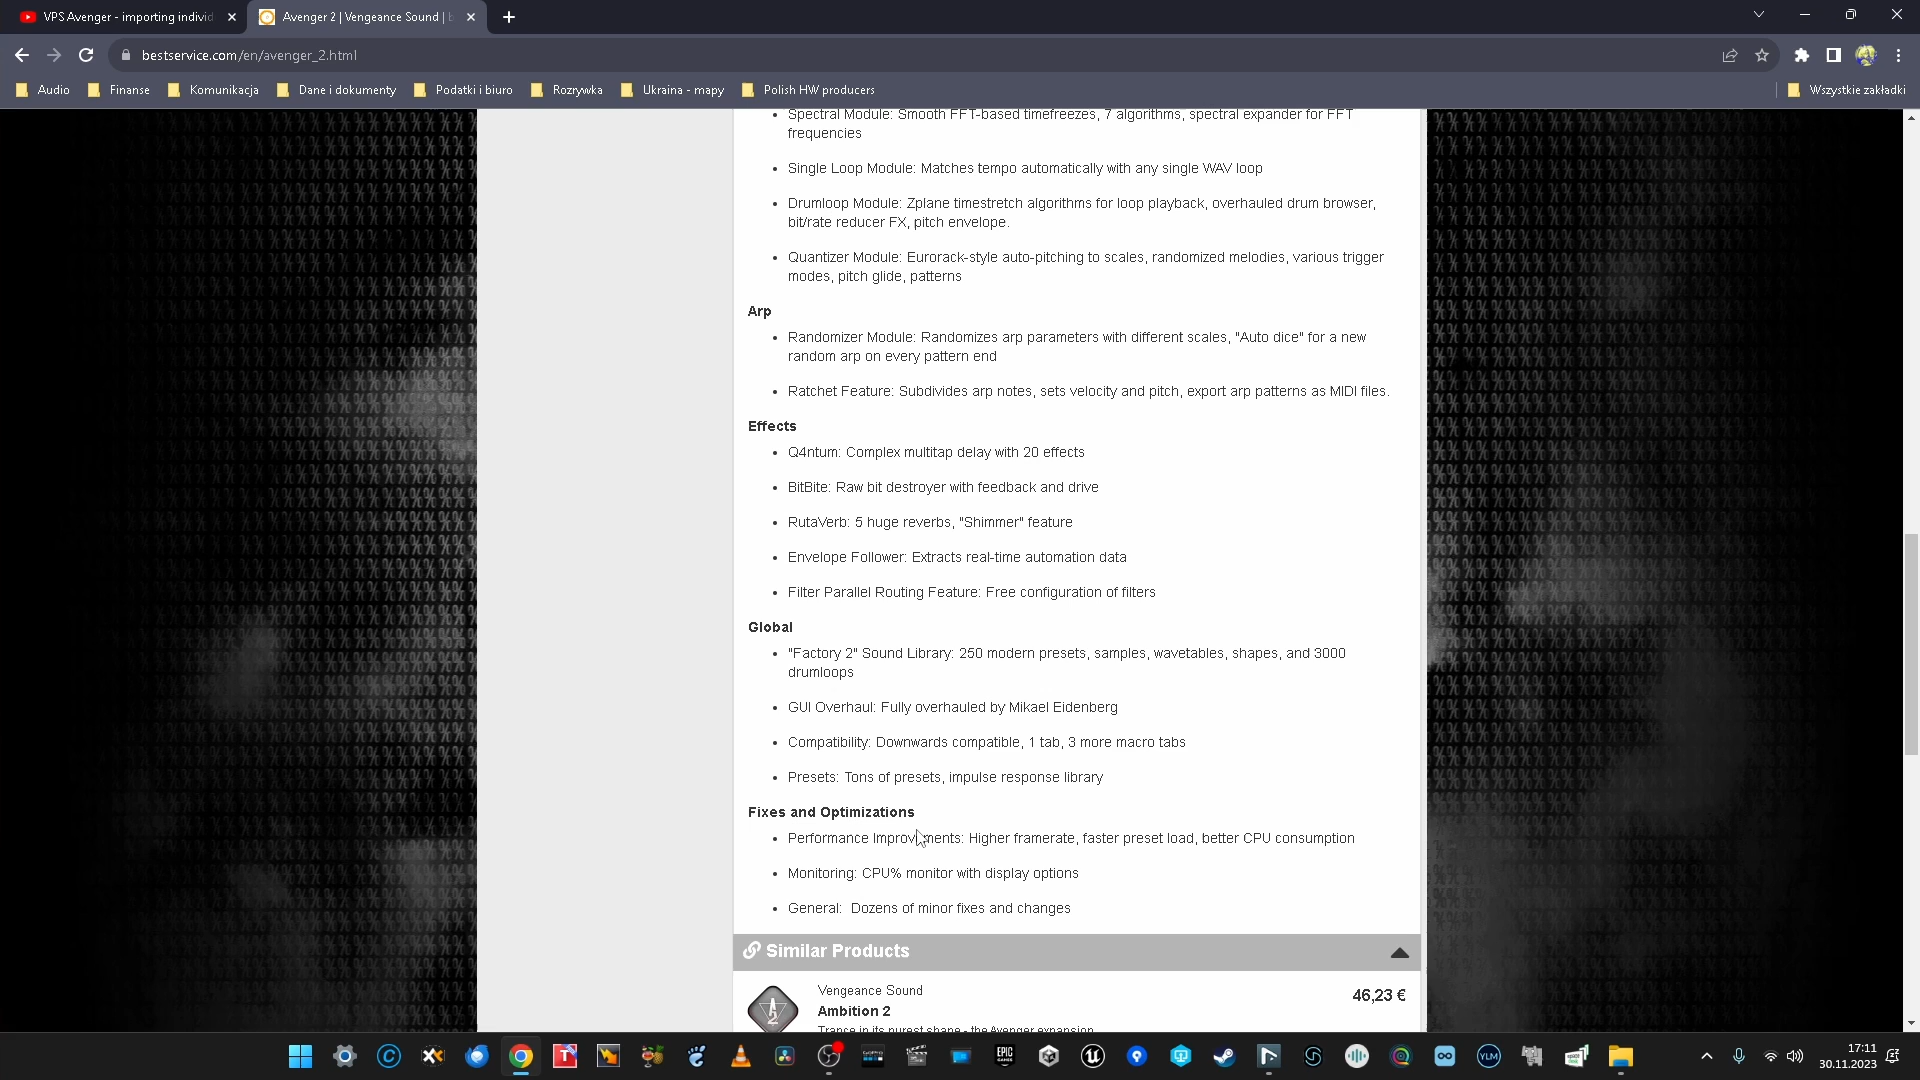 VPS Avenger - importing individ
Avenger 2 | Vengeance Sound | b
bestservice.com/en/avenger_2.html
Audio
Finanse
Komunikacja
Dane i dokumenty
Podatki i biuro
Rozrywka
Ukraina - mapy
Polish HW producers
Wszystkie zakładki
• Spectral Module: Smooth FFT-based timefreezes, 7 algorithms, spectral expander for FFT
frequencies
• Single Loop Module: Matches tempo automatically with any single WAV loop
• Drumloop Module: Zplane timestretch algorithms for loop playback, overhauled drum browser,
bit/rate reducer FX, pitch envelope.
• Quantizer Module: Eurorack-style auto-pitching to scales, randomized melodies, various trigger
modes, pitch glide, patterns
Arp
• Randomizer Module: Randomizes arp parameters with different scales, "Auto dice" for a new
random arp on every pattern end
• Ratchet Feature: Subdivides arp notes, sets velocity and pitch, export arp patterns as MIDI files.
Effects
• Q4ntum: Complex multitap delay with 20 effects
• BitBite: Raw bit destroyer with feedback and drive
• RutaVerb: 5 huge reverbs, "Shimmer" feature
• Envelope Follower: Extracts real-time automation data
• Filter Parallel Routing Feature: Free configuration of filters
Global
• "Factory 2" Sound Library: 250 modern presets, samples, wavetables, shapes, and 3000
drumloops
• GUI Overhaul: Fully overhauled by Mikael Eidenberg
• Compatibility: Downwards compatible, 1 tab, 3 more macro tabs
• Presets: Tons of presets, impulse response library
Fixes and Optimizations
• Performance Improvements: Higher framerate, faster preset load, better CPU consumption
• Monitoring: CPU% monitor with display options
• General: Dozens of minor fixes and changes
Similar Products
Vengeance Sound
46,23 €
Ambition 2
Trance in its purest shape - the Avenger expansion
17:11
30.11.2023